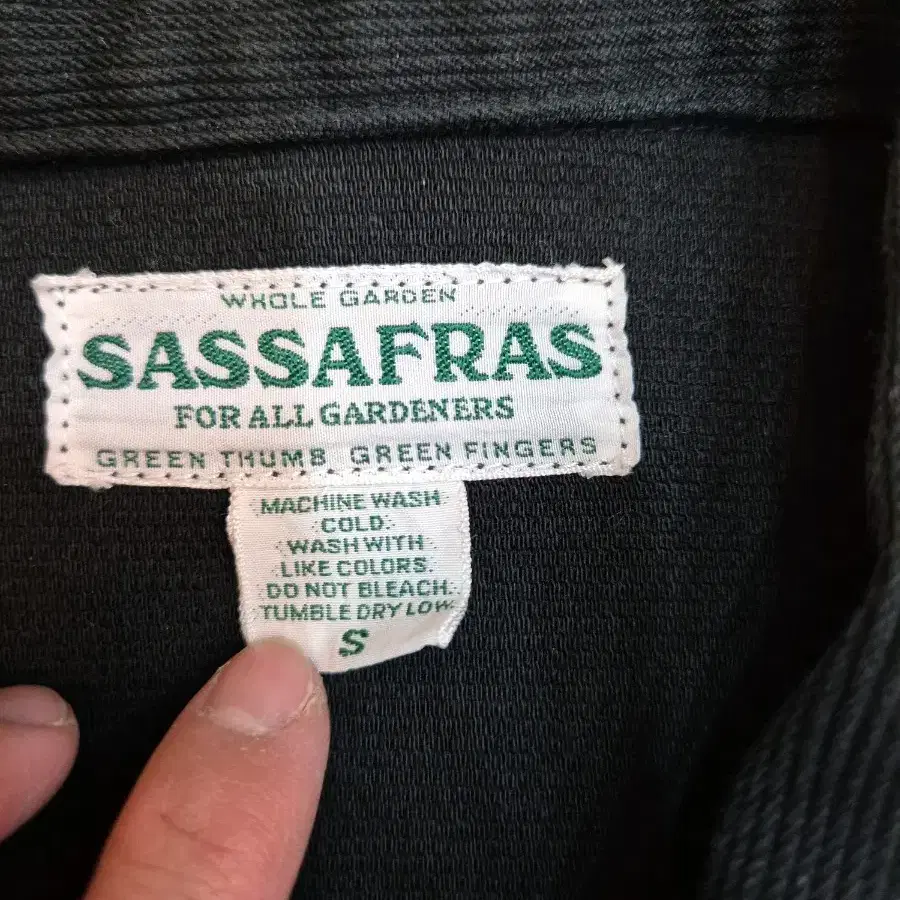 WHOLE GARDEN
SASSAFRAS
FOR ALL GARDENERS
GREEN THUMB GREEN FINGERS
MACHINE WASH
COLD.
WASH WITH
LIKE COLORS.
DO NOT BLEACH.
TUMBLE DRY LOW.
S